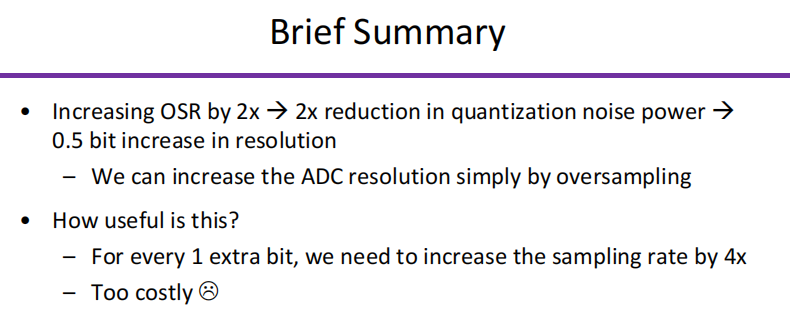 Brief Summary
• Increasing OSR by 2x → 2x reduction in quantization noise power →
0.5 bit increase in resolution
– We can increase the ADC resolution simply by oversampling
• How useful is this?
– For every 1 extra bit, we need to increase the sampling rate by 4x
– Too costly ☹